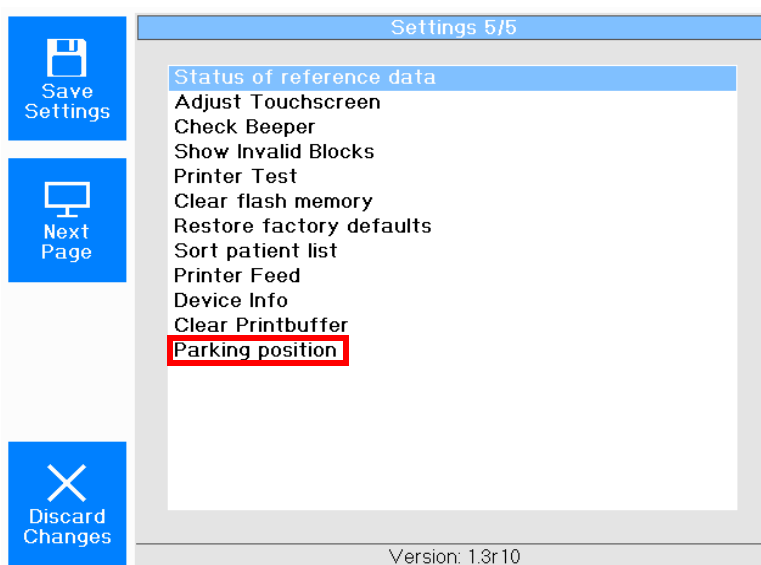 Settings 5/5
Save
Settings
Next
Page
Discard
Changes
Status of reference data
Adjust Touchscreen
Check Beeper
Show Invalid Blocks
Printer Test
Clear flash memory
Restore factory defaults
Sort patient list
Printer Feed
Device Info
Clear Printbuffer
Parking position
Version: 1.3r10